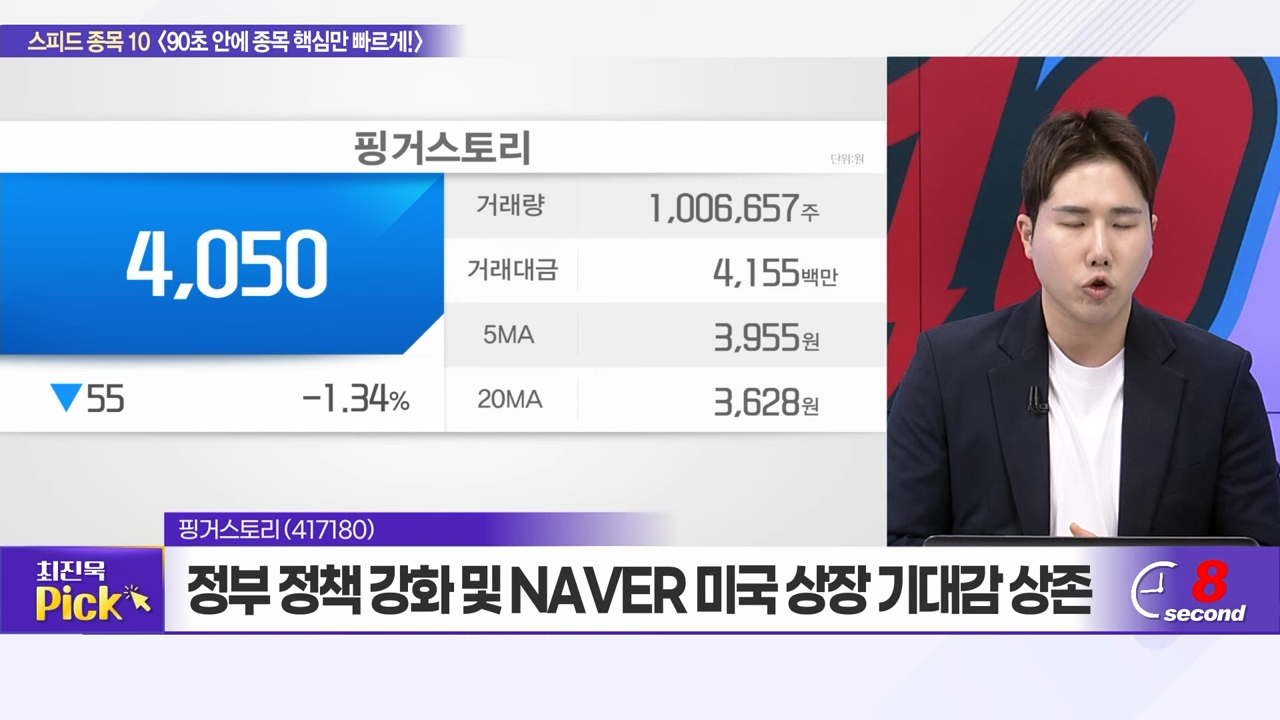 스피드 종목 10 <90초 안에 종목 핵심만 빠르게!>
핑거스토리
단위:원
4,050
▼55 -1.34%
거래량 1,006,657주
거래대금 4,155백만
5MA 3,955원
20MA 3,628원
10
핑거스토리(417180)
최진욱
Pick
정부 정책 강화 및 NAVER 미국 상장 기대감 상존
8
second